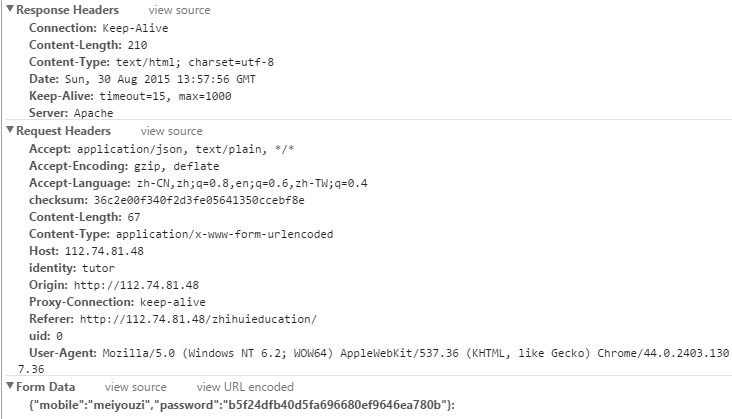 Response Headers view source
Connection: Keep-Alive
Content-Length: 210
Content-Type: text/html; charset=utf-8
Date: Sun, 30 Aug 2015 13:57:56 GMT
Keep-Alive: timeout=15, max=1000
Server: Apache
Request Headers view source
Accept: application/json, text/plain, */*
Accept-Encoding: gzip, deflate
Accept-Language: zh-CN,zh;q=0.8,en;q=0.6,zh-TW;q=0.4
checksum: 36c2e00f340f2d3fe05641350ccebf8e
Content-Length: 67
Content-Type: application/x-www-form-urlencoded
Host: 112.74.81.48
identity: tutor
Origin: http://112.74.81.48
Proxy-Connection: keep-alive
Referer: http://112.74.81.48/zhihuieducation/
uid: 0
User-Agent: Mozilla/5.0 (Windows NT 6.2; WOW64) AppleWebKit/537.36 (KHTML, like Gecko) Chrome/44.0.2403.130
7.36
Form Data view source view URL encoded
{"mobile":"meiyouzi","password":"b5f24dfb40d5fa696680ef9646ea780b"}: